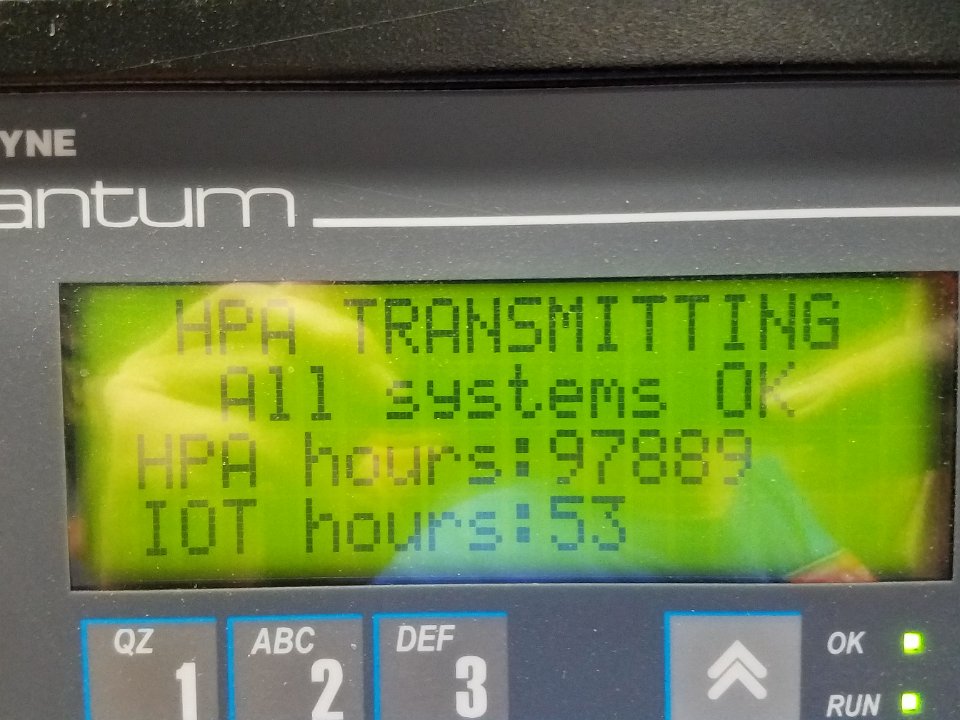 YNE
antum
HPA TRANSMITTING
All systems OK
HPA hours:97889
IOT hours:53
QZ 1
ABC 2
DEF 3
OK
RUN